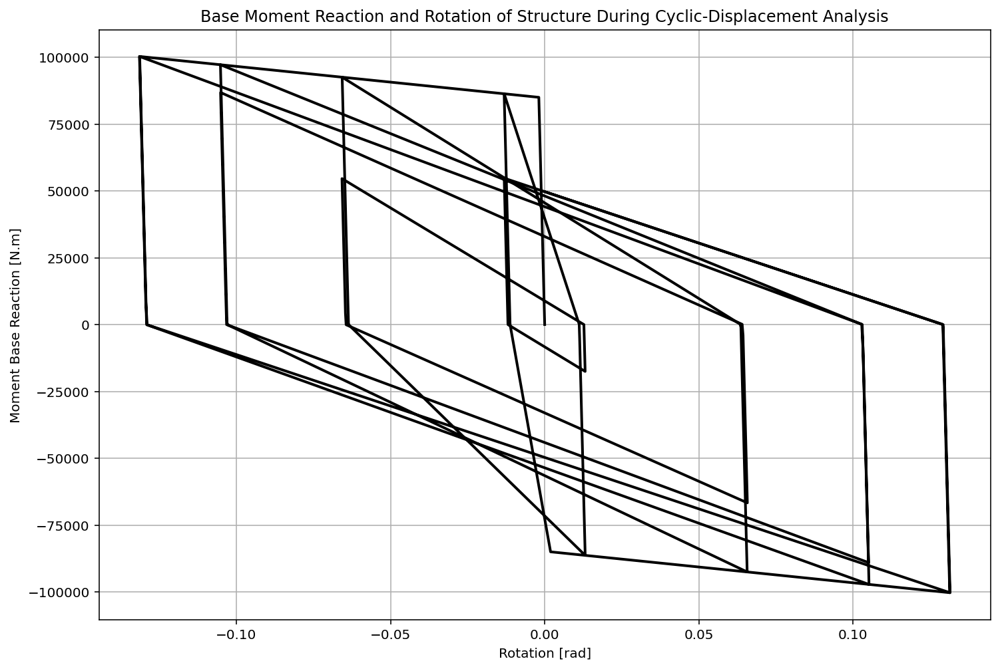 Base Moment Reaction and Rotation of Structure During Cyclic-Displacement Analysis
100000
75000
50000
25000
0
−25000
−50000
−75000
−100000
Moment Base Reaction [N.m]
−0.10 −0.05 0.00 0.05 0.10
Rotation [rad]